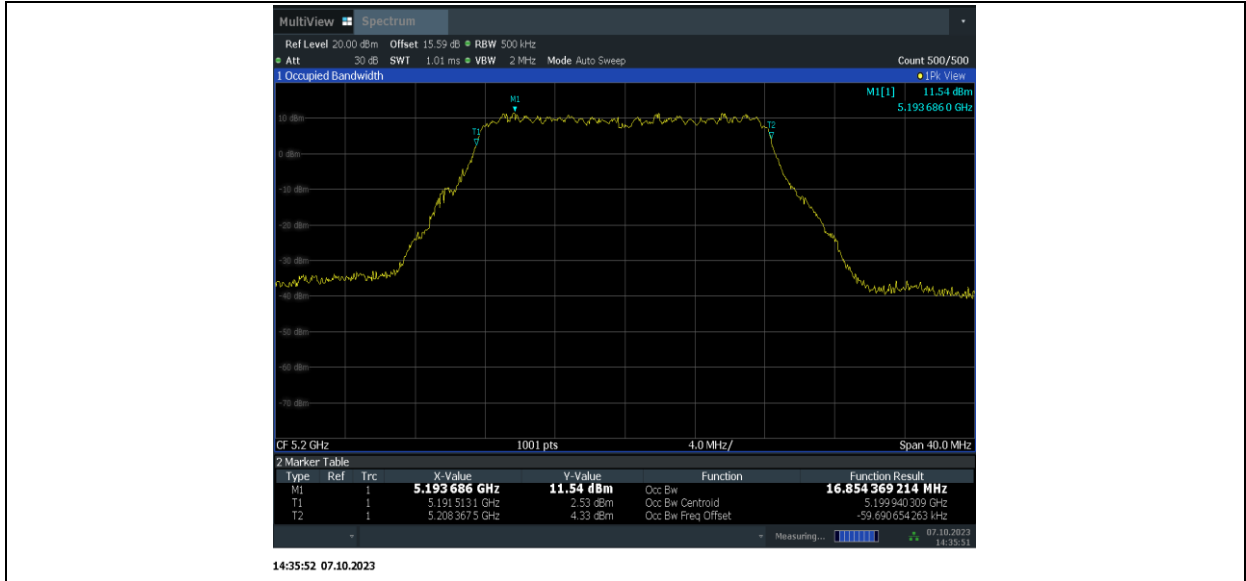 MultiView Spectrum
Ref Level 20.00 dBm Offset 15.59 dB RBW 500 kHz
Att 30 dB SWT 1.01 ms VBW 2 MHz Mode Auto Sweep Count 500/500
1 Occupied Bandwidth 1Pk View
M1[1] 11.54 dBm
5.193 686 0 GHz
M1
10 dBm
T1
T2
0 dBm
-10 dBm
-20 dBm
-30 dBm
-40 dBm
-50 dBm
-60 dBm
-70 dBm
CF 5.2 GHz 1001 pts 4.0 MHz/ Span 40.0 MHz
2 Marker Table
Type Ref Trc X-Value Y-Value Function Function Result
M1 1 5.193 686 GHz 11.54 dBm Occ Bw 16.854 369 214 MHz
T1 1 5.191 513 1 GHz 2.53 dBm Occ Bw Centroid 5.199 940 309 GHz
T2 1 5.208 367 5 GHz 4.33 dBm Occ Bw Freq Offset -59.690 654 263 kHz
Measuring... 07.10.2023
14:35:51
14:35:52 07.10.2023